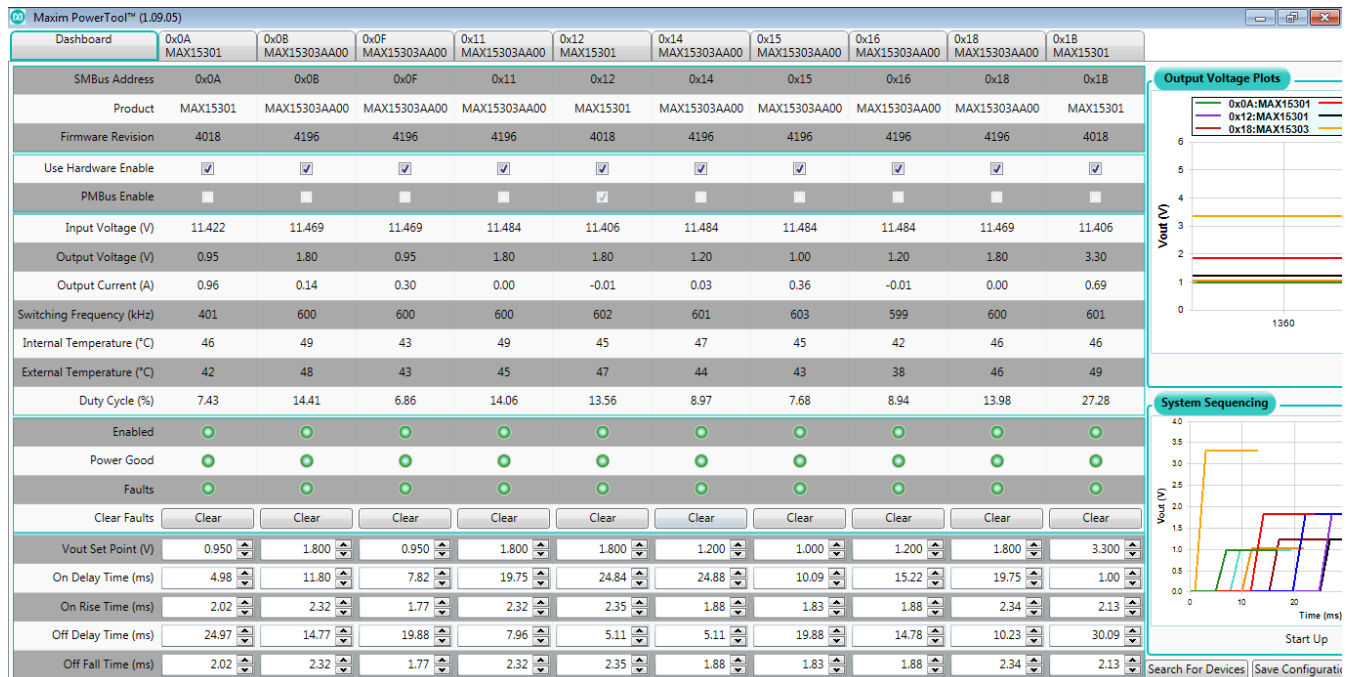 Maxim PowerTool™ (1.09.05)
Dashboard 0x0A 0x0B 0x0F 0x11 0x12 0x14 0x15 0x16 0x18 0x1B
MAX15301 MAX15303AA00 MAX15303AA00 MAX15303AA00 MAX15301 MAX15303AA00 MAX15303AA00 MAX15303AA00 MAX15303AA00 MAX15301
SMBus Address 0x0A 0x0B 0x0F 0x11 0x12 0x14 0x15 0x16 0x18 0x1B
Product MAX15301 MAX15303AA00 MAX15303AA00 MAX15303AA00 MAX15301 MAX15303AA00 MAX15303AA00 MAX15303AA00 MAX15303AA00 MAX15301
Firmware Revision 4018 4196 4196 4196 4018 4196 4196 4196 4196 4018
Use Hardware Enable
PMBus Enable
Input Voltage (V) 11.422 11.469 11.469 11.484 11.406 11.484 11.484 11.484 11.469 11.406
Output Voltage (V) 0.95 1.80 0.95 1.80 1.80 1.20 1.00 1.20 1.80 3.30
Output Current (A) 0.96 0.14 0.30 0.00 -0.01 0.03 0.36 -0.01 0.00 0.69
Switching Frequency (kHz) 401 600 600 600 602 601 603 599 600 601
Internal Temperature (°C) 46 49 43 49 45 47 45 42 46 46
External Temperature (°C) 42 48 43 45 47 44 43 38 46 49
Duty Cycle (%) 7.43 14.41 6.86 14.06 13.56 8.97 7.68 8.94 13.98 27.28
Enabled
Power Good
Faults
Clear Faults Clear Clear Clear Clear Clear Clear Clear Clear Clear Clear
Vout Set Point (V) 0.950 1.800 0.950 1.800 1.800 1.200 1.000 1.200 1.800 3.300
On Delay Time (ms) 4.98 11.80 7.82 19.75 24.84 24.88 10.09 15.22 19.75 1.00
On Rise Time (ms) 2.02 2.32 1.77 2.32 2.35 1.88 1.83 1.88 2.34 2.13
Off Delay Time (ms) 24.97 14.77 19.88 7.96 5.11 5.11 19.88 14.78 10.23 30.09
Off Fall Time (ms) 2.02 2.32 1.77 2.32 2.35 1.88 1.83 1.88 2.34 2.13
Output Voltage Plots
0x0A:MAX15301
0x12:MAX15301
0x18:MAX15303
6
5
4
3
2
1
0
Vout (V)
1360
System Sequencing
4.0
3.5
3.0
2.5
2.0
1.5
1.0
0.5
0.0
Vout (V)
0 10 20
Time (ms)
Start Up
Search For Devices Save Configuratio